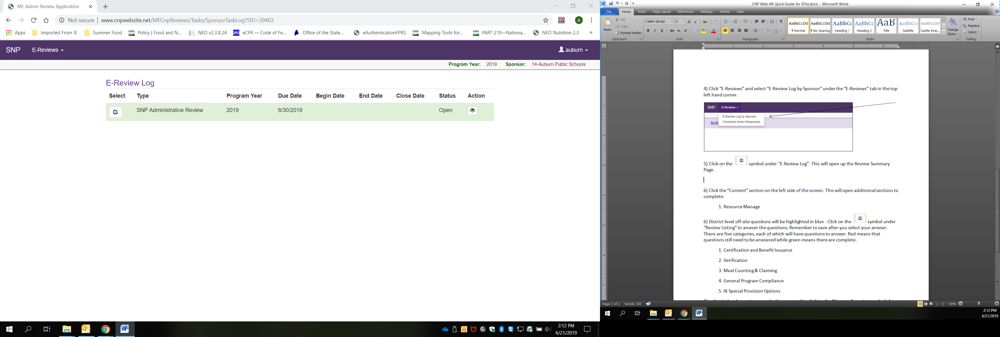 ME Admin Review Application
Not secure | www.cnpwebsite.net/MECnpReviews/Tasks/SponsorTaskLog?SID=39403
A
Apps Imported From IE Summer Food USDA Policy | Food and N... NEO v2.3.8.24 GPO eCFR — Code of Fe... Office of the State... eAuthenticationFPRS USDA Mapping Tools for... USDA PART 210—Nationa... NEO Nutrition 2.3 »
SNP E-Reviews auburn
Program Year: 2019 Sponsor: 14-Auburn Public Schools
E-Review Log
Select Type Program Year Due Date Begin Date End Date Close Date Status Action
SNP Administrative Review 2019 6/30/2019 Open
2:12 PM
6/21/2019
CNP Web AR Quick Guide for SFAs.docx - Microsoft Word
File Home Insert Page Layout References Mailings Review View
Paste
Cut
Copy
Format Painter
Calibri (Body) 12
B I U abc
AaBbCcDd AaBbCcDd AaBbCc AaBbCc AaB AaBbCc AaBbCcDd
¶ Normal ¶ No Spacing Heading 1 Heading 2 Title Subtitle Subtle Emp...
Change Styles
Find
Replace
Select
Clipboard Font Paragraph Styles Editing
4) Click “E-Reviews” and select “E-Review Log by Sponsor” under the “E-Reviews” tab in the top
left hand corner.
SNP E-Reviews
E-Review Log by Sponsor
Sch
Corrective Action Responses
5) Click on the symbol under “E-Review Log”. This will open up the Review Summary
Page.
6) Click the “Content” section on the left side of the screen. This will open additoinal sections to
complete:
1. Resource Manage
6) District level off-site questions will be highlighted in blue - Click on the symbol under
“Review Listing” to anwser the questions. Remember to save after you select your anwser.
There are five categories, each of which will have questions to answer. Red means that
questions still need to be anwsered while green means there are complete.
1. Certification and Benefit Issuance
2. Verification
3. Meal Counting & Claiming
4. General Program Compliance
5. IX Special Provision Options
Page: 2 of 2 Words: 202 100%
2:12 PM
6/21/2019